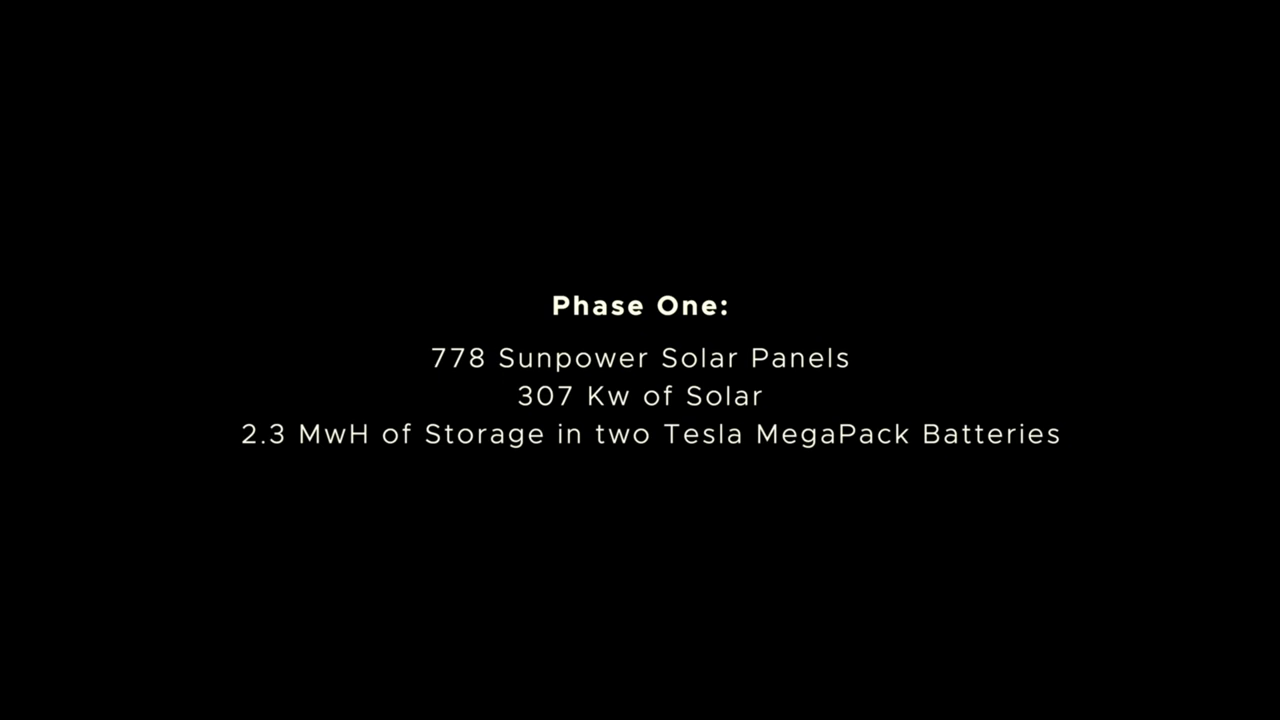 Phase One:
778 Sunpower Solar Panels
307 Kw of Solar
2.3 MwH of Storage in two Tesla MegaPack Batteries